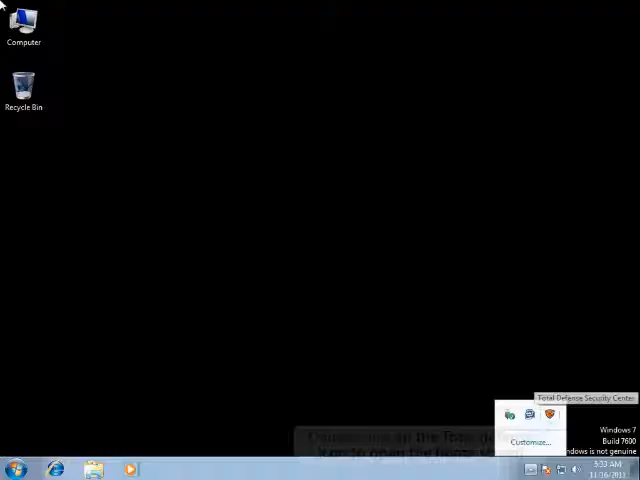 Computer
Recycle Bin
Total Defense Security Center
Customize...
Windows 7
Build 7600
ndows is not genuine
5:33 AM
11/16/2011